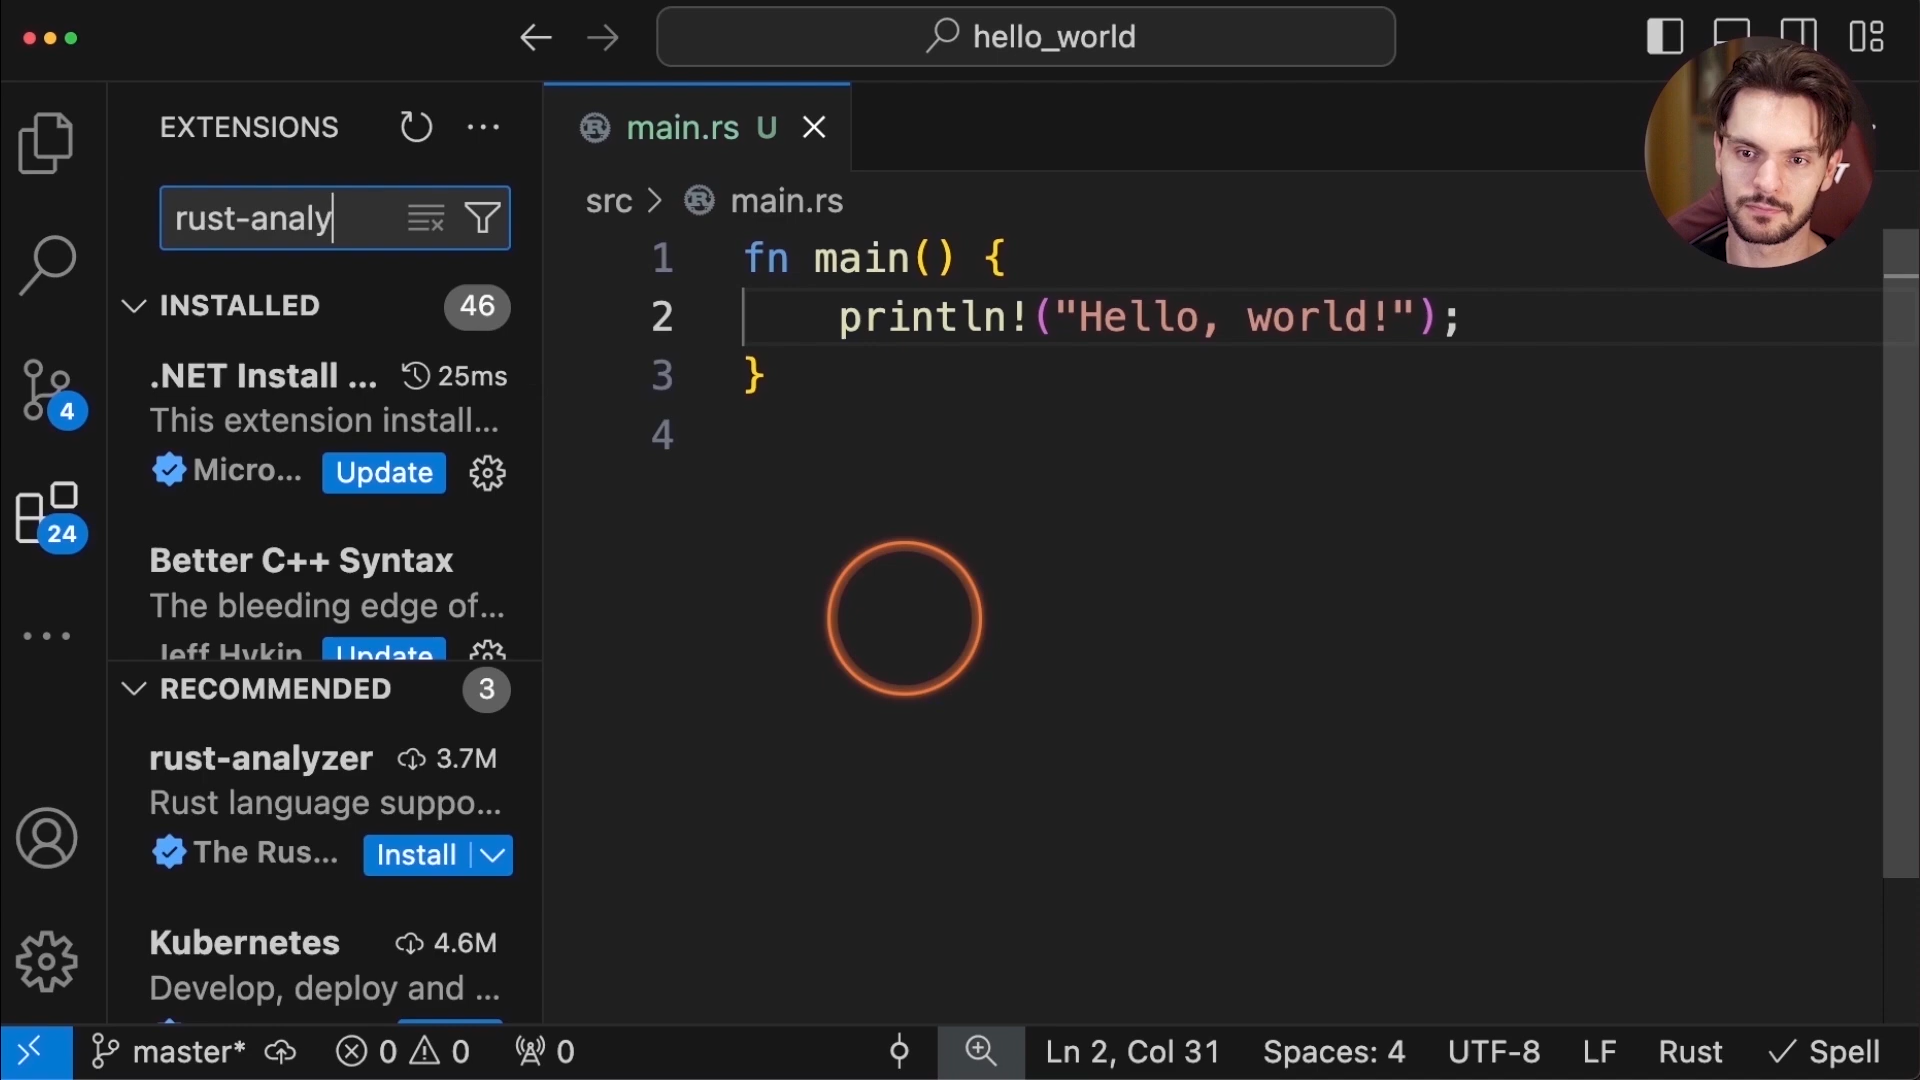 hello_world
EXTENSIONS
rust-analy
INSTALLED 46
.NET Install ... 25ms
This extension install...
Micro... Update
Better C++ Syntax
The bleeding edge of...
Jeff Hykin Update
RECOMMENDED 3
rust-analyzer 3.7M
Rust language suppo...
The Rus... Install
Kubernetes 4.6M
Develop, deploy and ...
4
24
main.rs U
src > main.rs
1 fn main() {
2 println!("Hello, world!");
3 }
4
master* 0 0 0 Ln 2, Col 31 Spaces: 4 UTF-8 LF Rust Spell